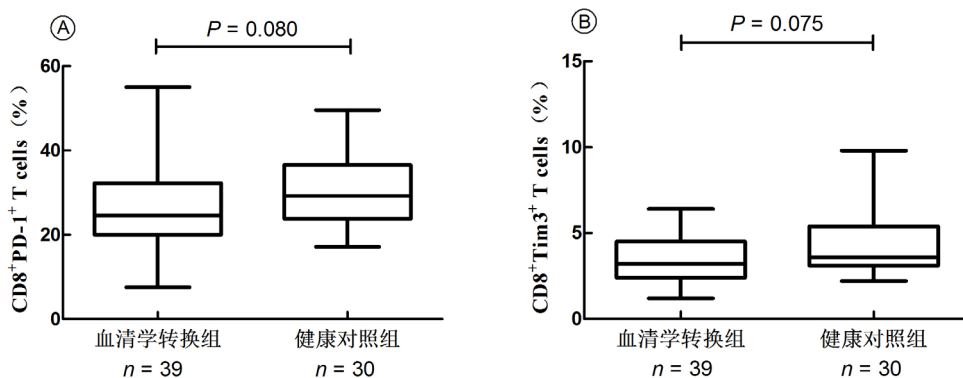 A
P = 0.080
CD8⁺PD-1⁺ T cells（%）
60
40
20
0
血清学转换组
健康对照组
n = 39
n = 30
B
P = 0.075
CD8⁺Tim3⁺ T cells（%）
15
10
5
0
血清学转换组
健康对照组
n = 39
n = 30